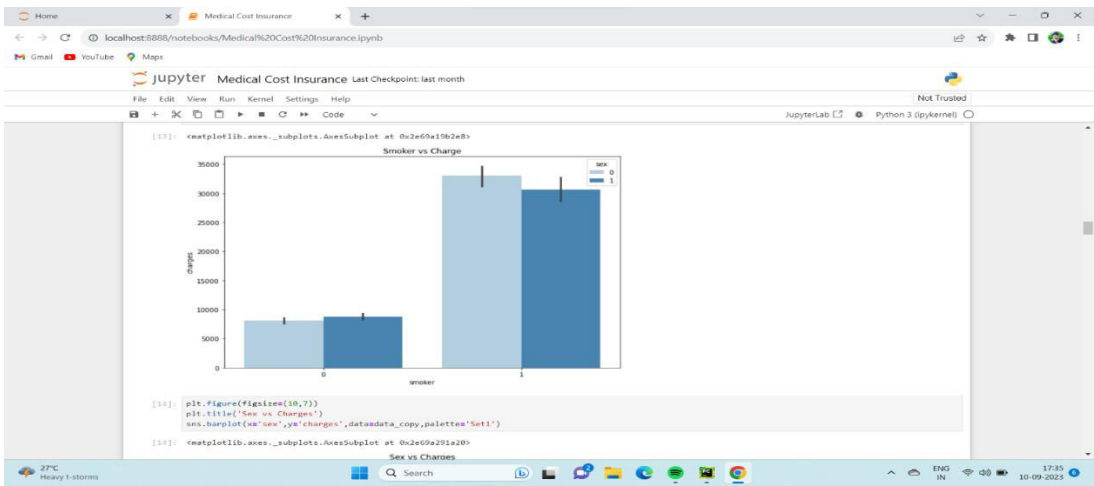 Home
Medical Cost Insurance
localhost:8888/notebooks/Medical%20Cost%20Insurance.ipynb
Gmail YouTube Maps
jupyter Medical Cost Insurance Last Checkpoint: last month
File Edit View Run Kernel Settings Help
Not Trusted
Code
JupyterLab
Python 3 (ipykernel)
[13]: <matplotlib.axes._subplots.AxesSubplot at 0x2e69a19b2e8>
Smoker vs Charge
sex
0
1
35000
30000
25000
20000
15000
10000
5000
0
charges
0 1
smoker
[14]: plt.figure(figsize=(10,7))
plt.title('Sex vs Charges')
sns.barplot(x='sex',y='charges',data=data_copy,palette='Set1')
[14]: <matplotlib.axes._subplots.AxesSubplot at 0x2e69a291a20>
Sex vs Charges
27°C
Heavy t-storms
Search
ENG
IN
17:35
10-09-2023
6